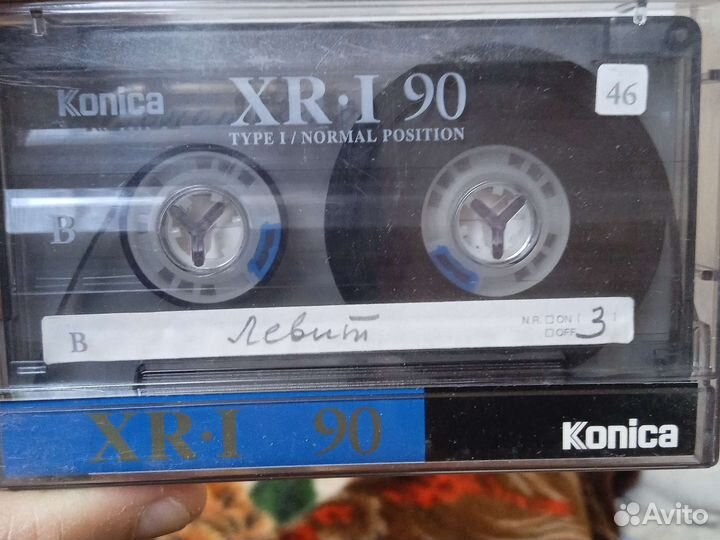 Konica XR·I 90 46
TYPE I / NORMAL POSITION
B
B Левит N.R. □ ON [ 3 ]
□ OFF
XR·I 90 Konica
Avito